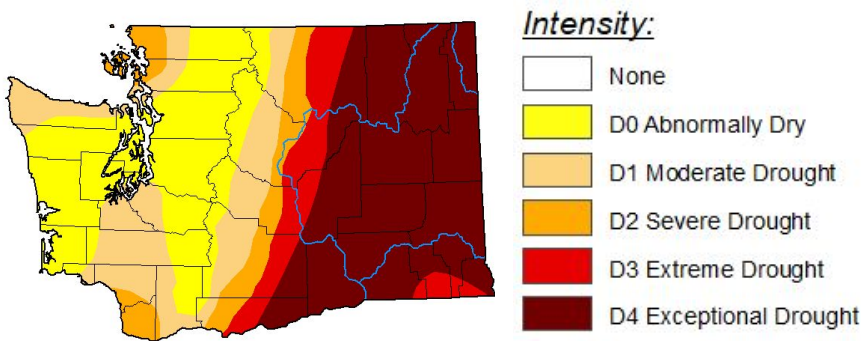 Intensity:
None
D0 Abnormally Dry
D1 Moderate Drought
D2 Severe Drought
D3 Extreme Drought
D4 Exceptional Drought